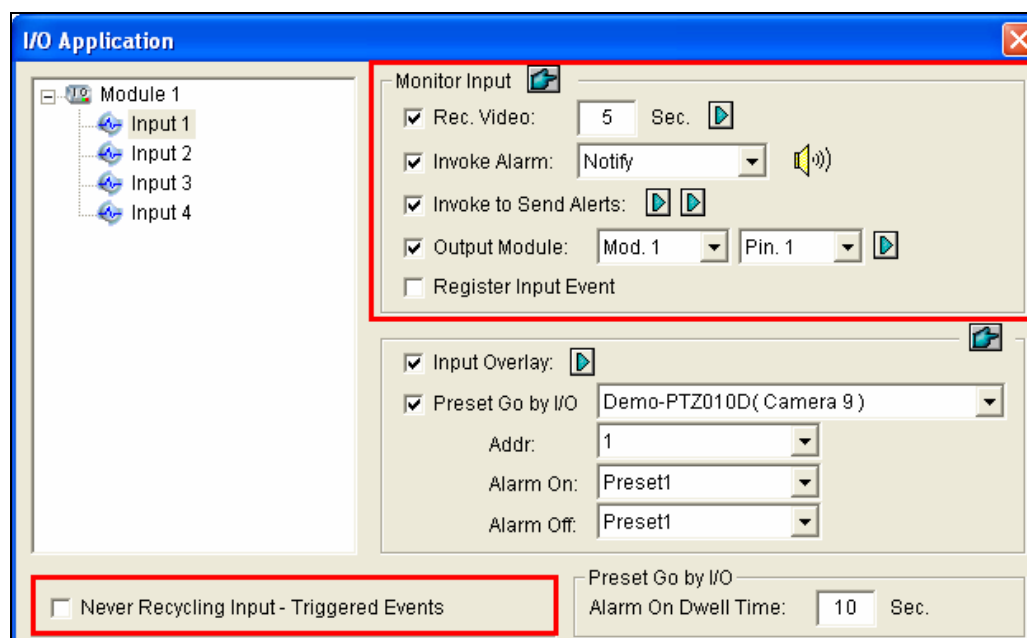 I/O Application
Module 1
Input 1
Input 2
Input 3
Input 4
Monitor Input
Rec. Video: 5 Sec.
Invoke Alarm: Notify
Invoke to Send Alerts:
Output Module: Mod. 1 Pin. 1
Register Input Event
Input Overlay:
Preset Go by I/O Demo-PTZ010D( Camera 9 )
Addr: 1
Alarm On: Preset1
Alarm Off: Preset1
Never Recycling Input - Triggered Events
Preset Go by I/O
Alarm On Dwell Time: 10 Sec.